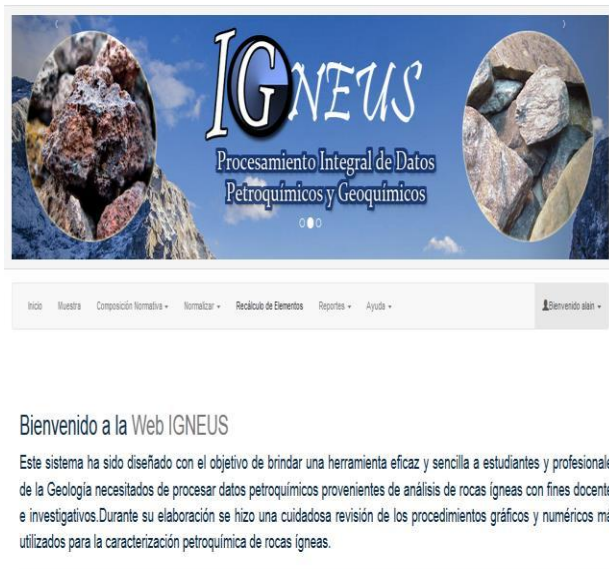 IGNEUS
Procesamiento Integral de Datos
Petroquímicos y Geoquímicos
Inicio Muestra Composición Normativa Normalizar Recálculo de Elementos Reportes Ayuda Bienvenido alain
Bienvenido a la Web IGNEUS
Este sistema ha sido diseñado con el objetivo de brindar una herramienta eficaz y sencilla a estudiantes y profesionale
de la Geología necesitados de procesar datos petroquímicos provenientes de análisis de rocas ígneas con fines docente
e investigativos.Durante su elaboración se hizo una cuidadosa revisión de los procedimientos gráficos y numéricos má
utilizados para la caracterización petroquímica de rocas ígneas.